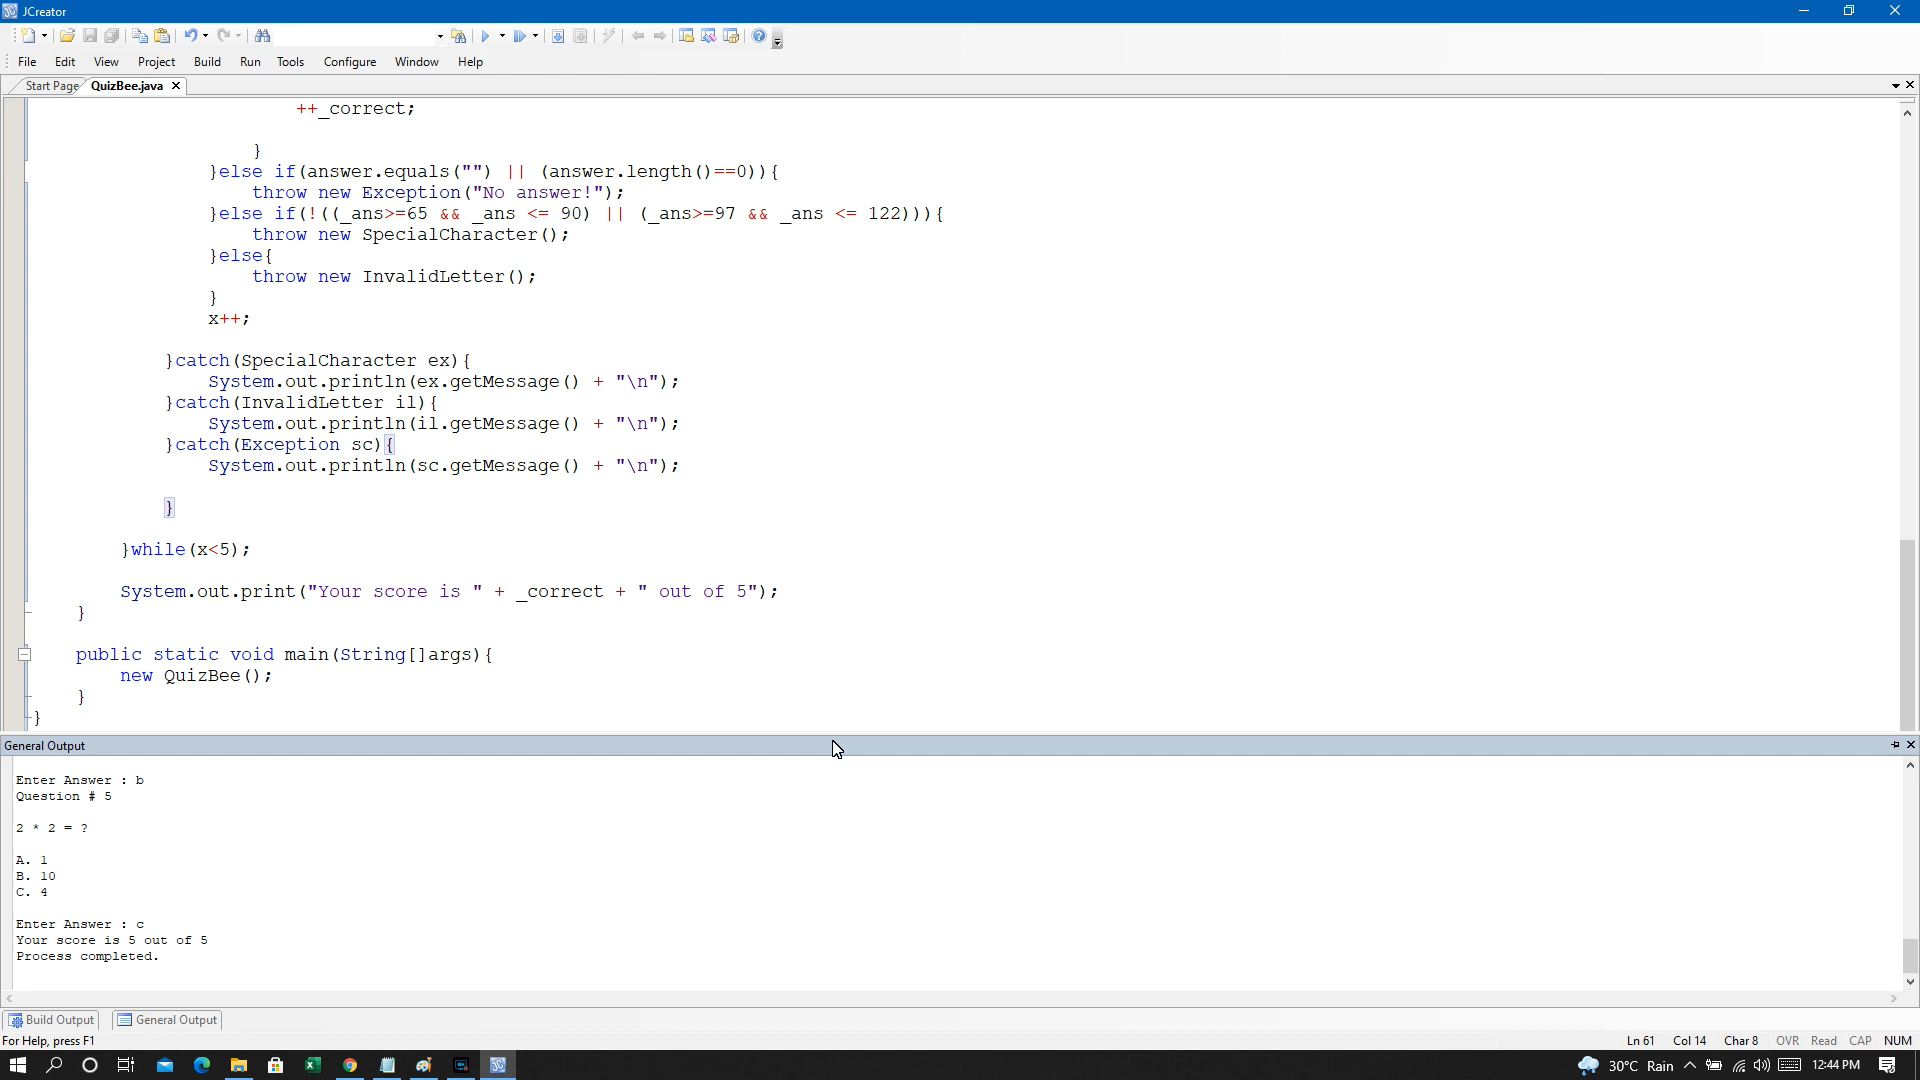 JCreator
File Edit View Project Build Run Tools Configure Window Help
Start Page QuizBee.java
++_correct;
}
}else if(answer.equals("") || (answer.length()==0)){
throw new Exception("No answer!");
}else if(!((_ans>=65 && _ans <= 90) || (_ans>=97 && _ans <= 122))){
throw new SpecialCharacter();
}else{
throw new InvalidLetter();
}
x++;
}catch(SpecialCharacter ex){
System.out.println(ex.getMessage() + "\n");
}catch(InvalidLetter il){
System.out.println(il.getMessage() + "\n");
}catch(Exception sc){
System.out.println(sc.getMessage() + "\n");
}
}while(x<5);
System.out.print("Your score is " + _correct + " out of 5");
}
public static void main(String[]args){
new QuizBee();
}
}
General Output
Enter Answer : b
Question # 5
2 * 2 = ?
A. 1
B. 10
C. 4
Enter Answer : c
Your score is 5 out of 5
Process completed.
Build Output General Output
For Help, press F1 Ln 61 Col 14 Char 8 OVR Read CAP NUM
30°C Rain 12:44 PM